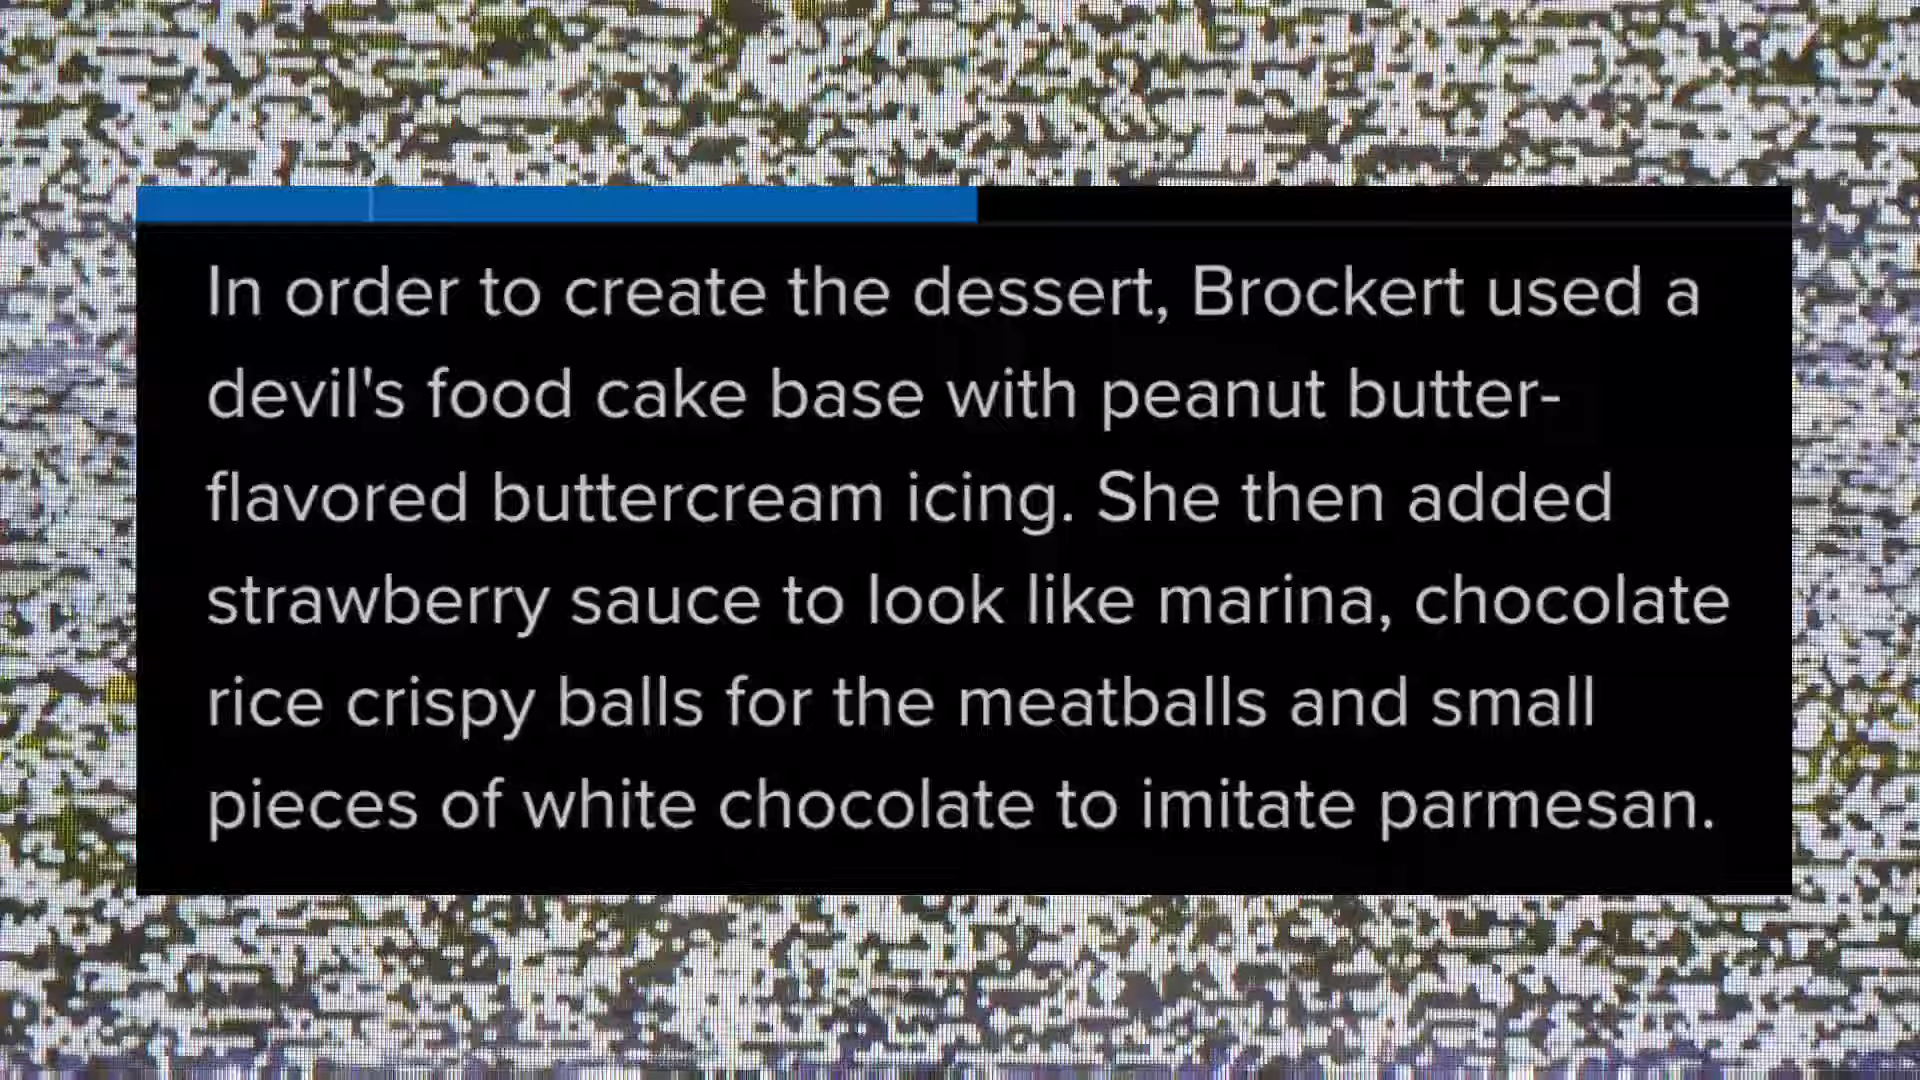 In order to create the dessert, Brockert used a
devil's food cake base with peanut butter-
flavored buttercream icing. She then added
strawberry sauce to look like marina, chocolate
rice crispy balls for the meatballs and small
pieces of white chocolate to imitate parmesan.